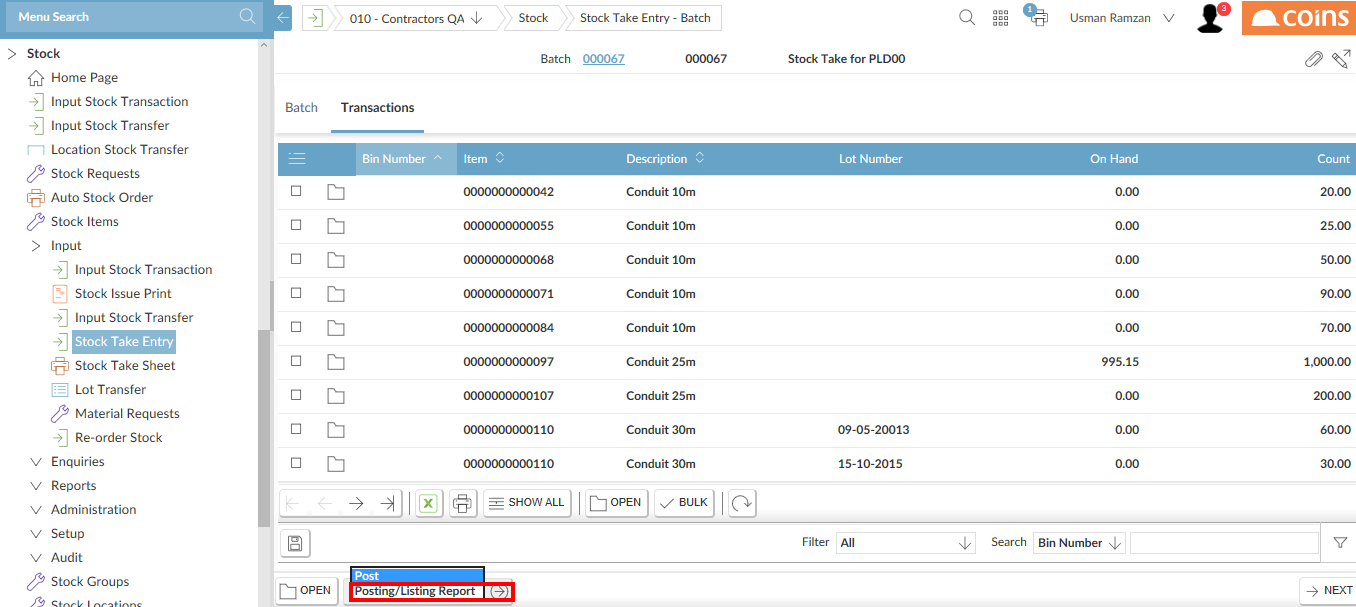 Menu Search
010 - Contractors QA
Stock
Stock Take Entry - Batch
1
Usman Ramzan
3
coins
Stock
Home Page
Input Stock Transaction
Input Stock Transfer
Location Stock Transfer
Stock Requests
Auto Stock Order
Stock Items
Input
Input Stock Transaction
Stock Issue Print
Input Stock Transfer
Stock Take Entry
Stock Take Sheet
Lot Transfer
Material Requests
Re-order Stock
Enquiries
Reports
Administration
Setup
Audit
Stock Groups
Stock Locations
Batch 000067 000067 Stock Take for PLD00
Batch Transactions
Bin Number Item Description Lot Number On Hand Count
0000000000042 Conduit 10m 0.00 20.00
0000000000055 Conduit 10m 0.00 25.00
0000000000068 Conduit 10m 0.00 50.00
0000000000071 Conduit 10m 0.00 90.00
0000000000084 Conduit 10m 0.00 70.00
0000000000097 Conduit 25m 995.15 1,000.00
0000000000107 Conduit 25m 0.00 200.00
0000000000110 Conduit 30m 09-05-20013 0.00 60.00
0000000000110 Conduit 30m 15-10-2015 0.00 30.00
SHOW ALL OPEN BULK
Filter All Search Bin Number
Post
OPEN Posting/Listing Report NEXT